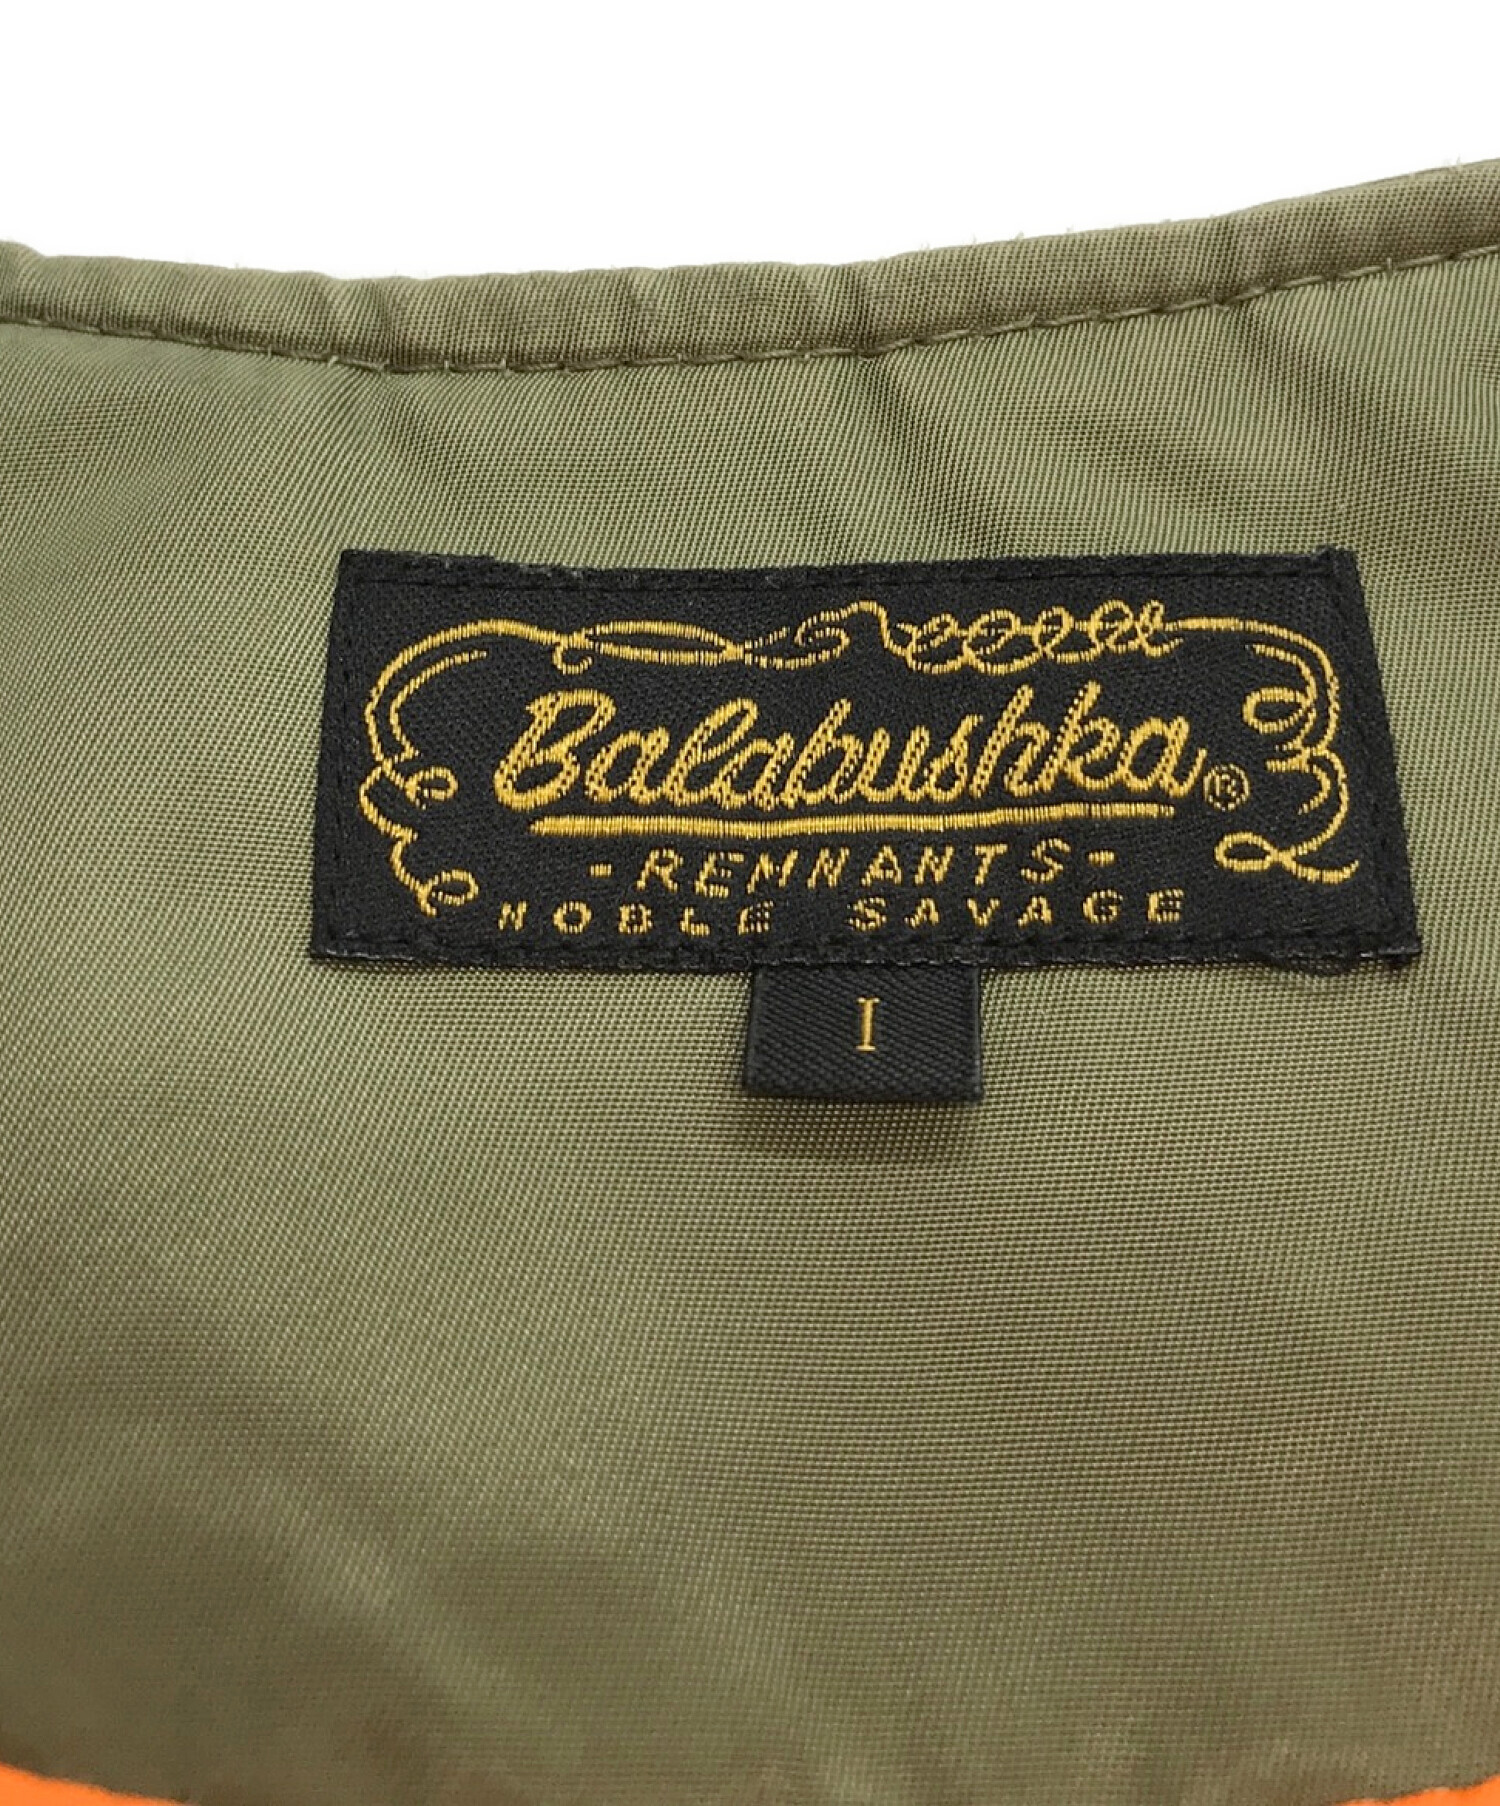 Balabushka®
-REMNANTS-
NOBLE SAVAGE
I